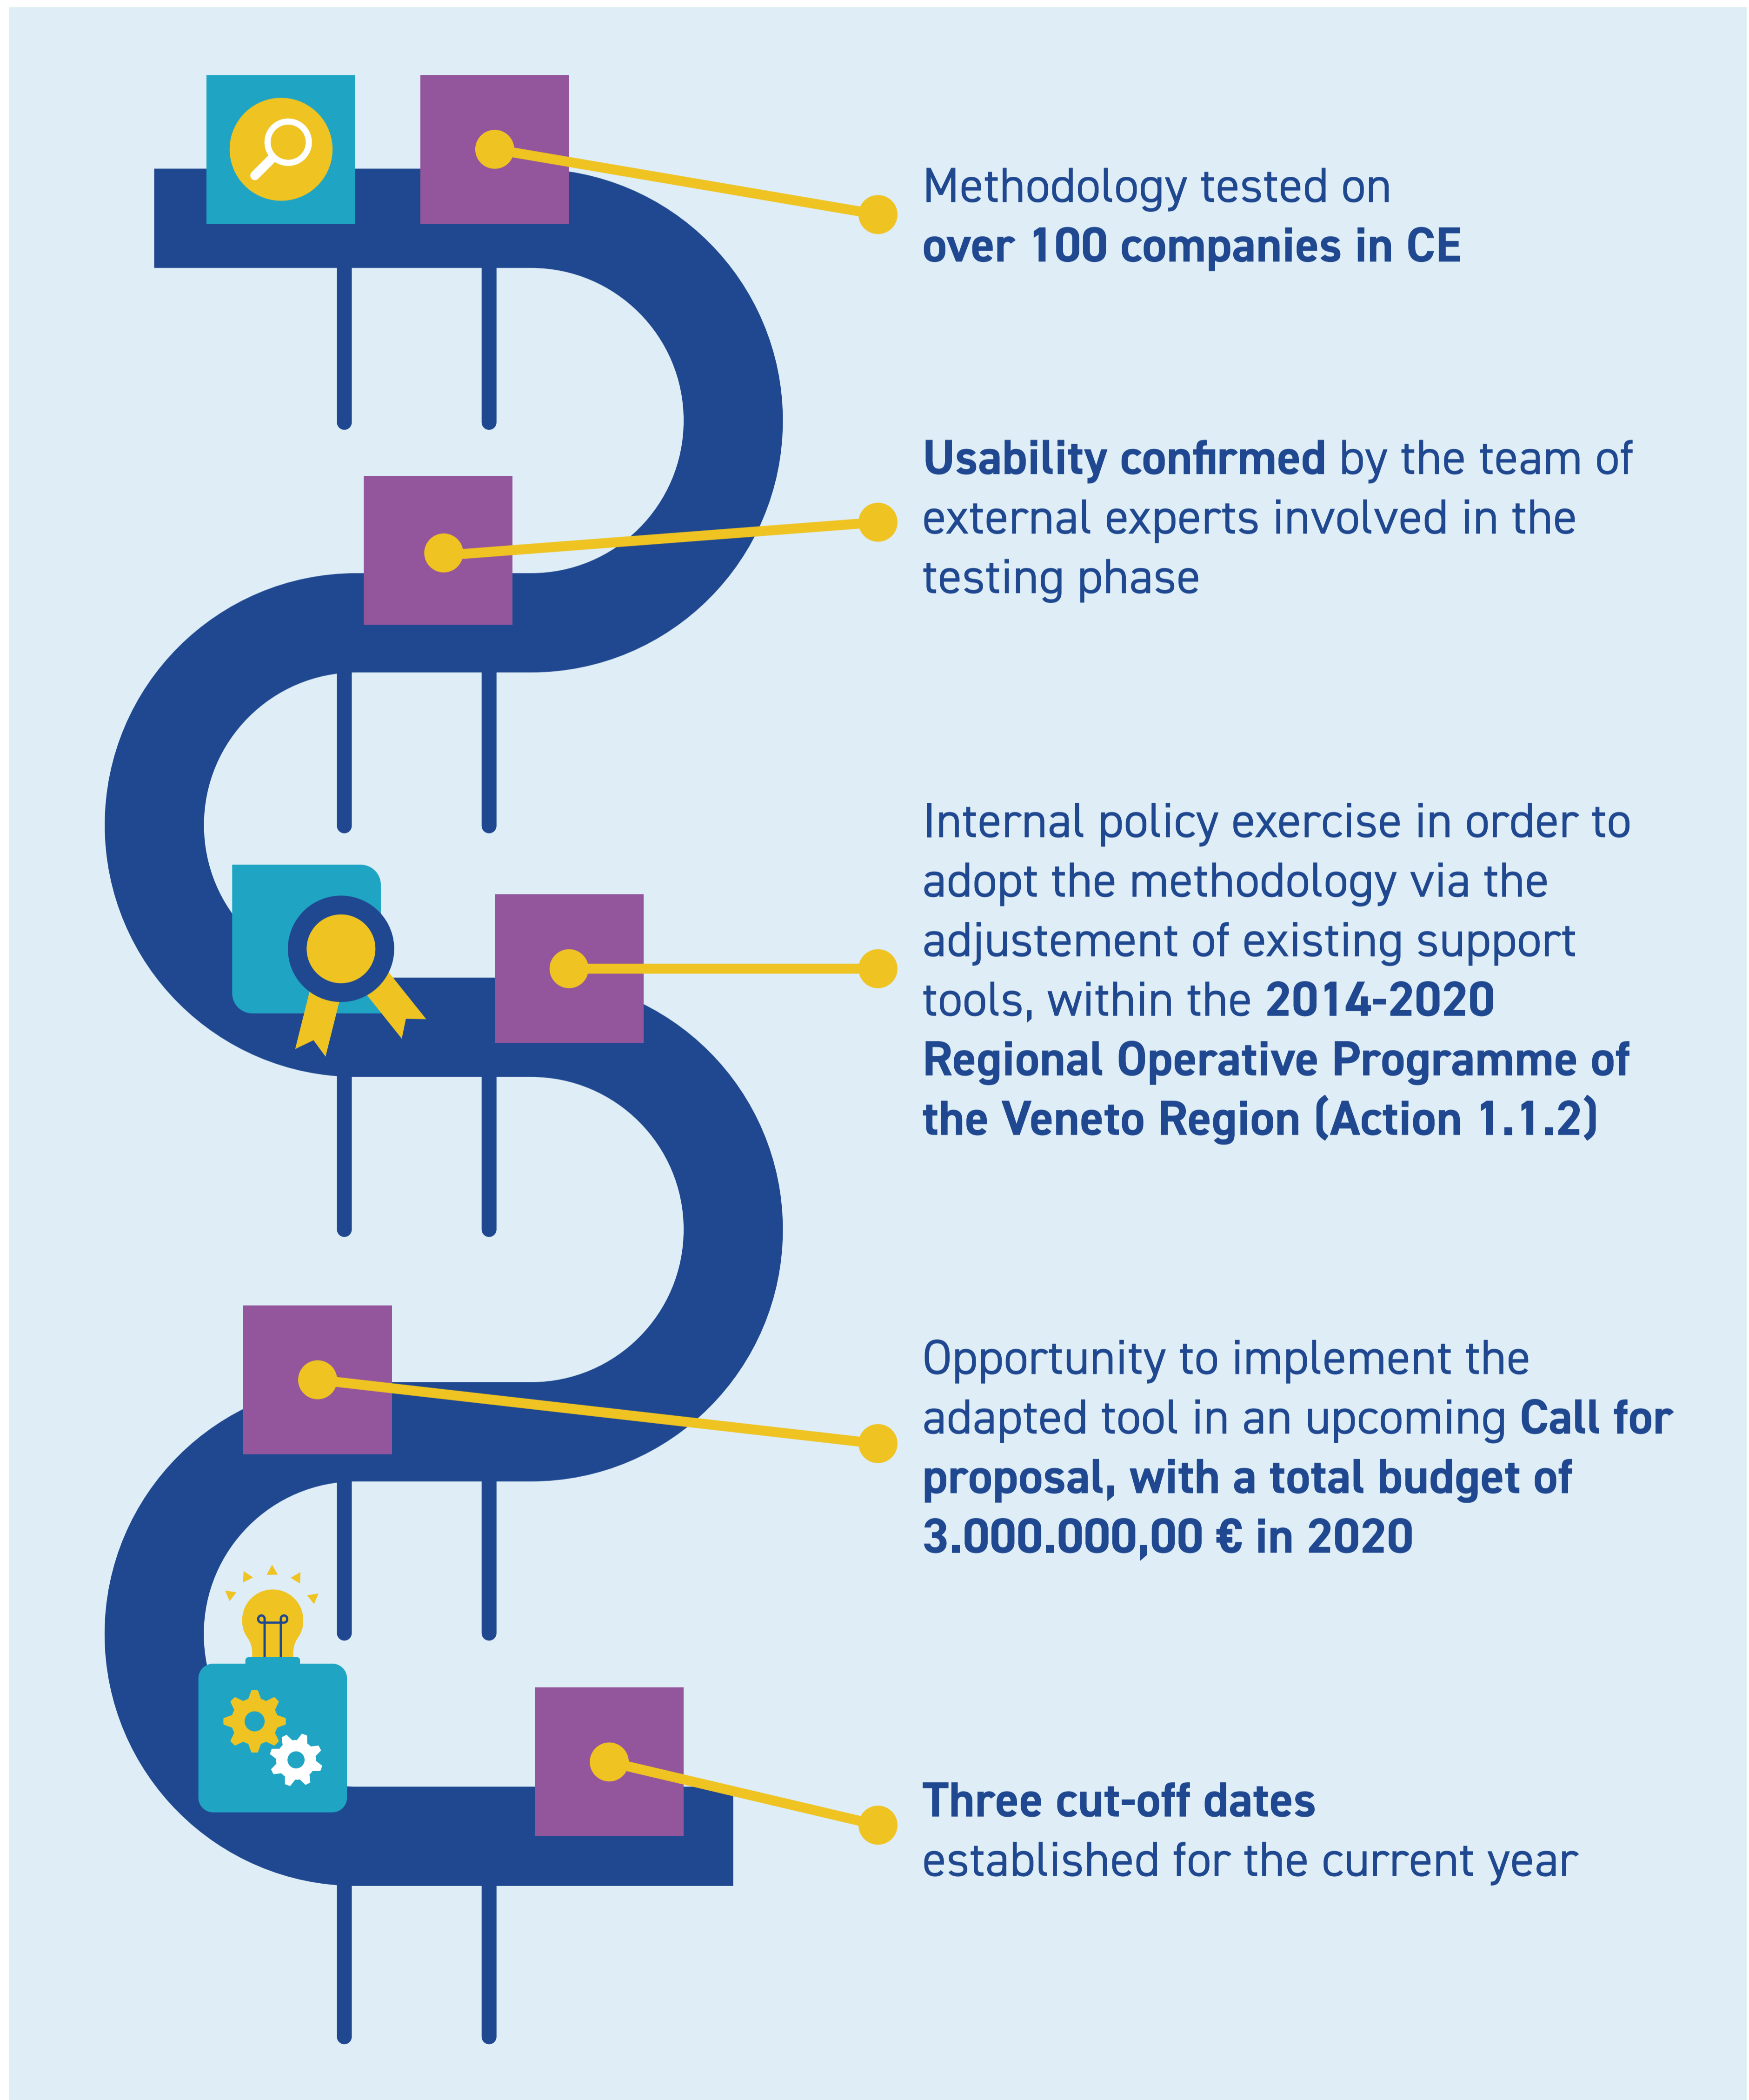 Methodology tested on
over 100 companies in CE
Usability confirmed by the team of
external experts involved in the
testing phase
Internal policy exercise in order to
adopt the methodology via the
adjustement of existing support
tools, within the 2014-2020
Regional Operative Programme of
the Veneto Region (Action 1.1.2)
Opportunity to implement the
adapted tool in an upcoming Call for
proposal, with a total budget of
3.000.000,00 € in 2020
Three cut-off dates
established for the current year